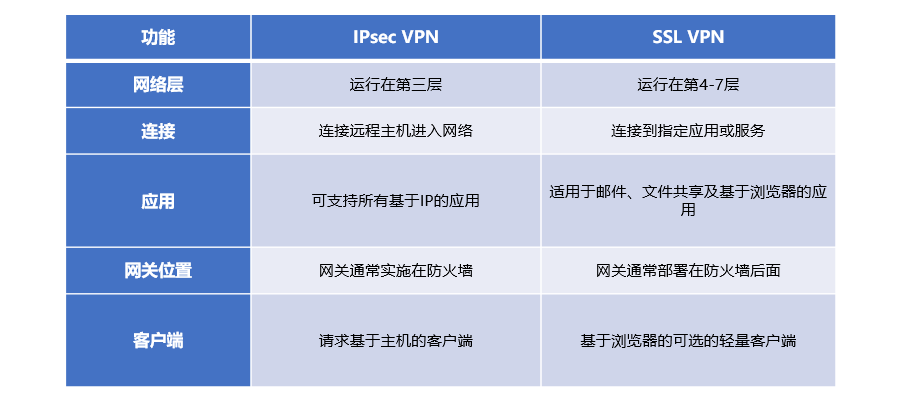 功能 IPsec VPN SSL VPN
网络层 运行在第三层 运行在第4-7层
连接 连接远程主机进入网络 连接到指定应用或服务
应用 可支持所有基于IP的应用 适用于邮件、文件共享及基于浏览器的应
用
网关位置 网关通常实施在防火墙 网关通常部署在防火墙后面
客户端 请求基于主机的客户端 基于浏览器的可选的轻量客户端